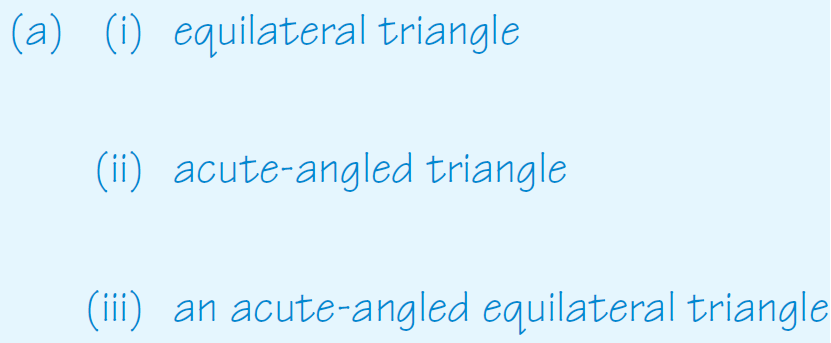 (a) (i) equilateral triangle
(ii) acute-angled triangle
(iii) an acute-angled equilateral triangle